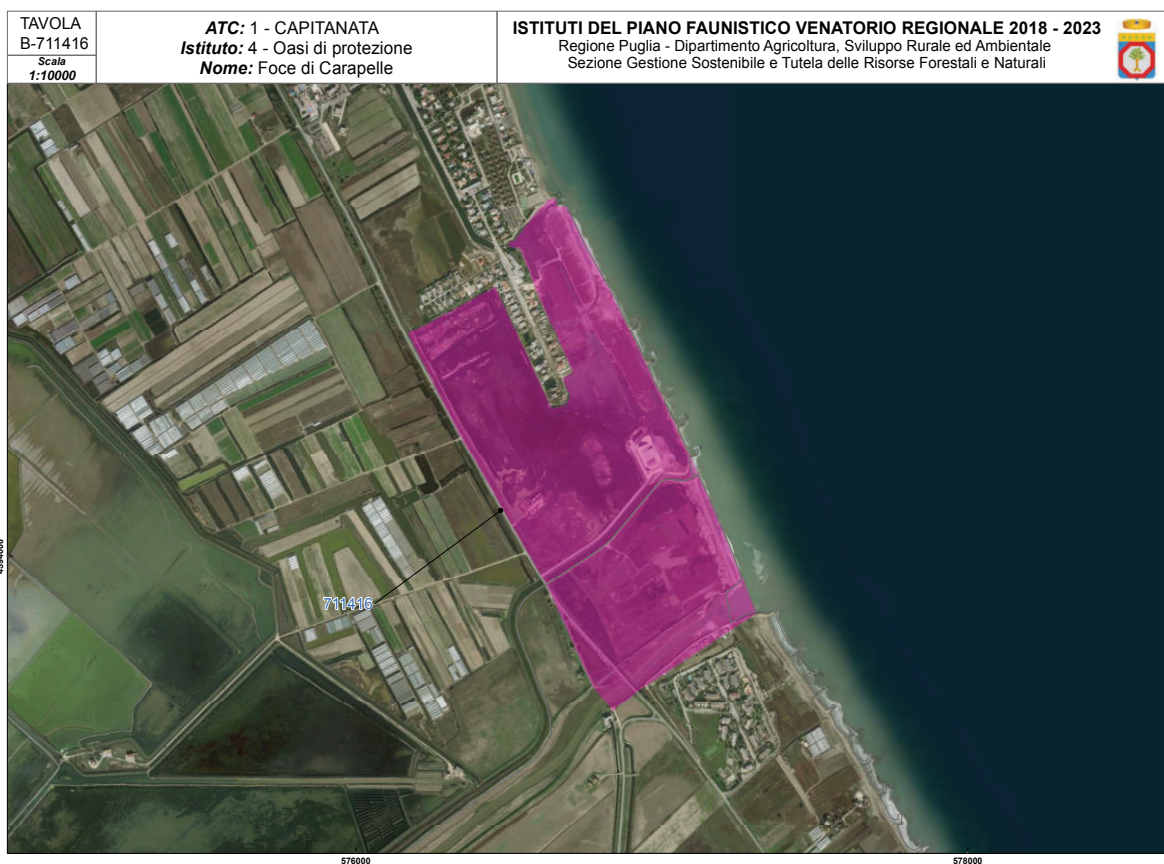 TAVOLA
B-711416
Scala
1:10000
ATC: 1 - CAPITANATA
Istituto: 4 - Oasi di protezione
Nome: Foce di Carapelle
ISTITUTI DEL PIANO FAUNISTICO VENATORIO REGIONALE 2018 - 2023
Regione Puglia - Dipartimento Agricoltura, Sviluppo Rurale ed Ambientale
Sezione Gestione Sostenibile e Tutela delle Risorse Forestali e Naturali
711416
576000
578000